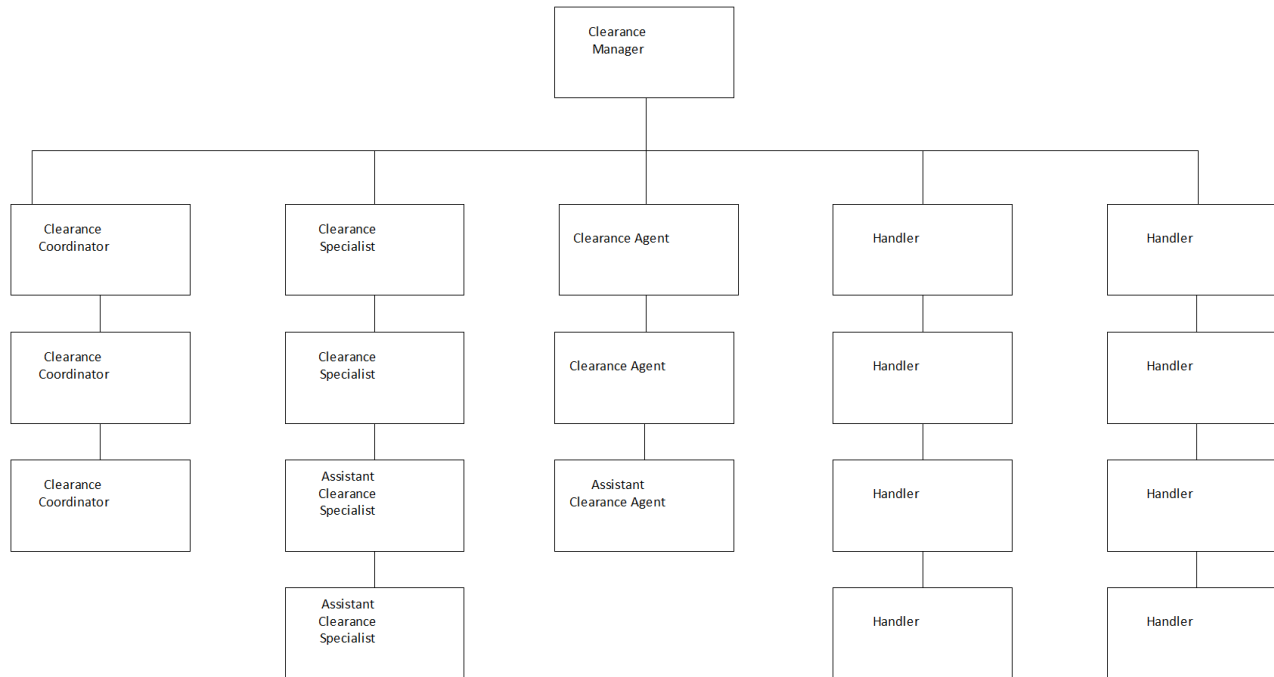 Clearance
Manager
Clearance
Coordinator
Clearance
Specialist
Clearance Agent
Handler
Handler
Clearance
Coordinator
Clearance
Specialist
Clearance Agent
Handler
Handler
Clearance
Coordinator
Assistant
Clearance
Specialist
Assistant
Clearance Agent
Handler
Handler
Assistant
Clearance
Specialist
Handler
Handler